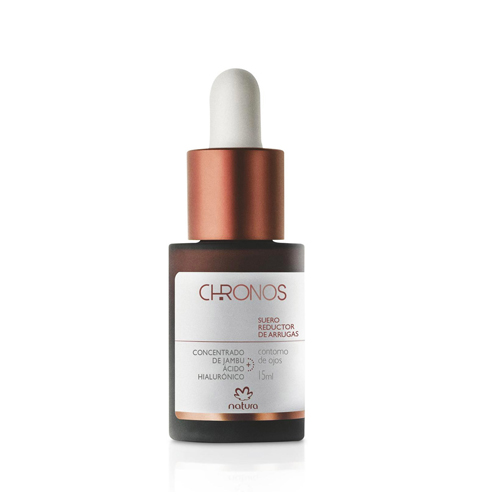 CHRONOS
SUERO
REDUCTOR
DE ARRUGAS
CONCENTRADO
DE JAMBU
ÁCIDO
HIALURÓNICO
+
contorno
de ojos
15ml
natura